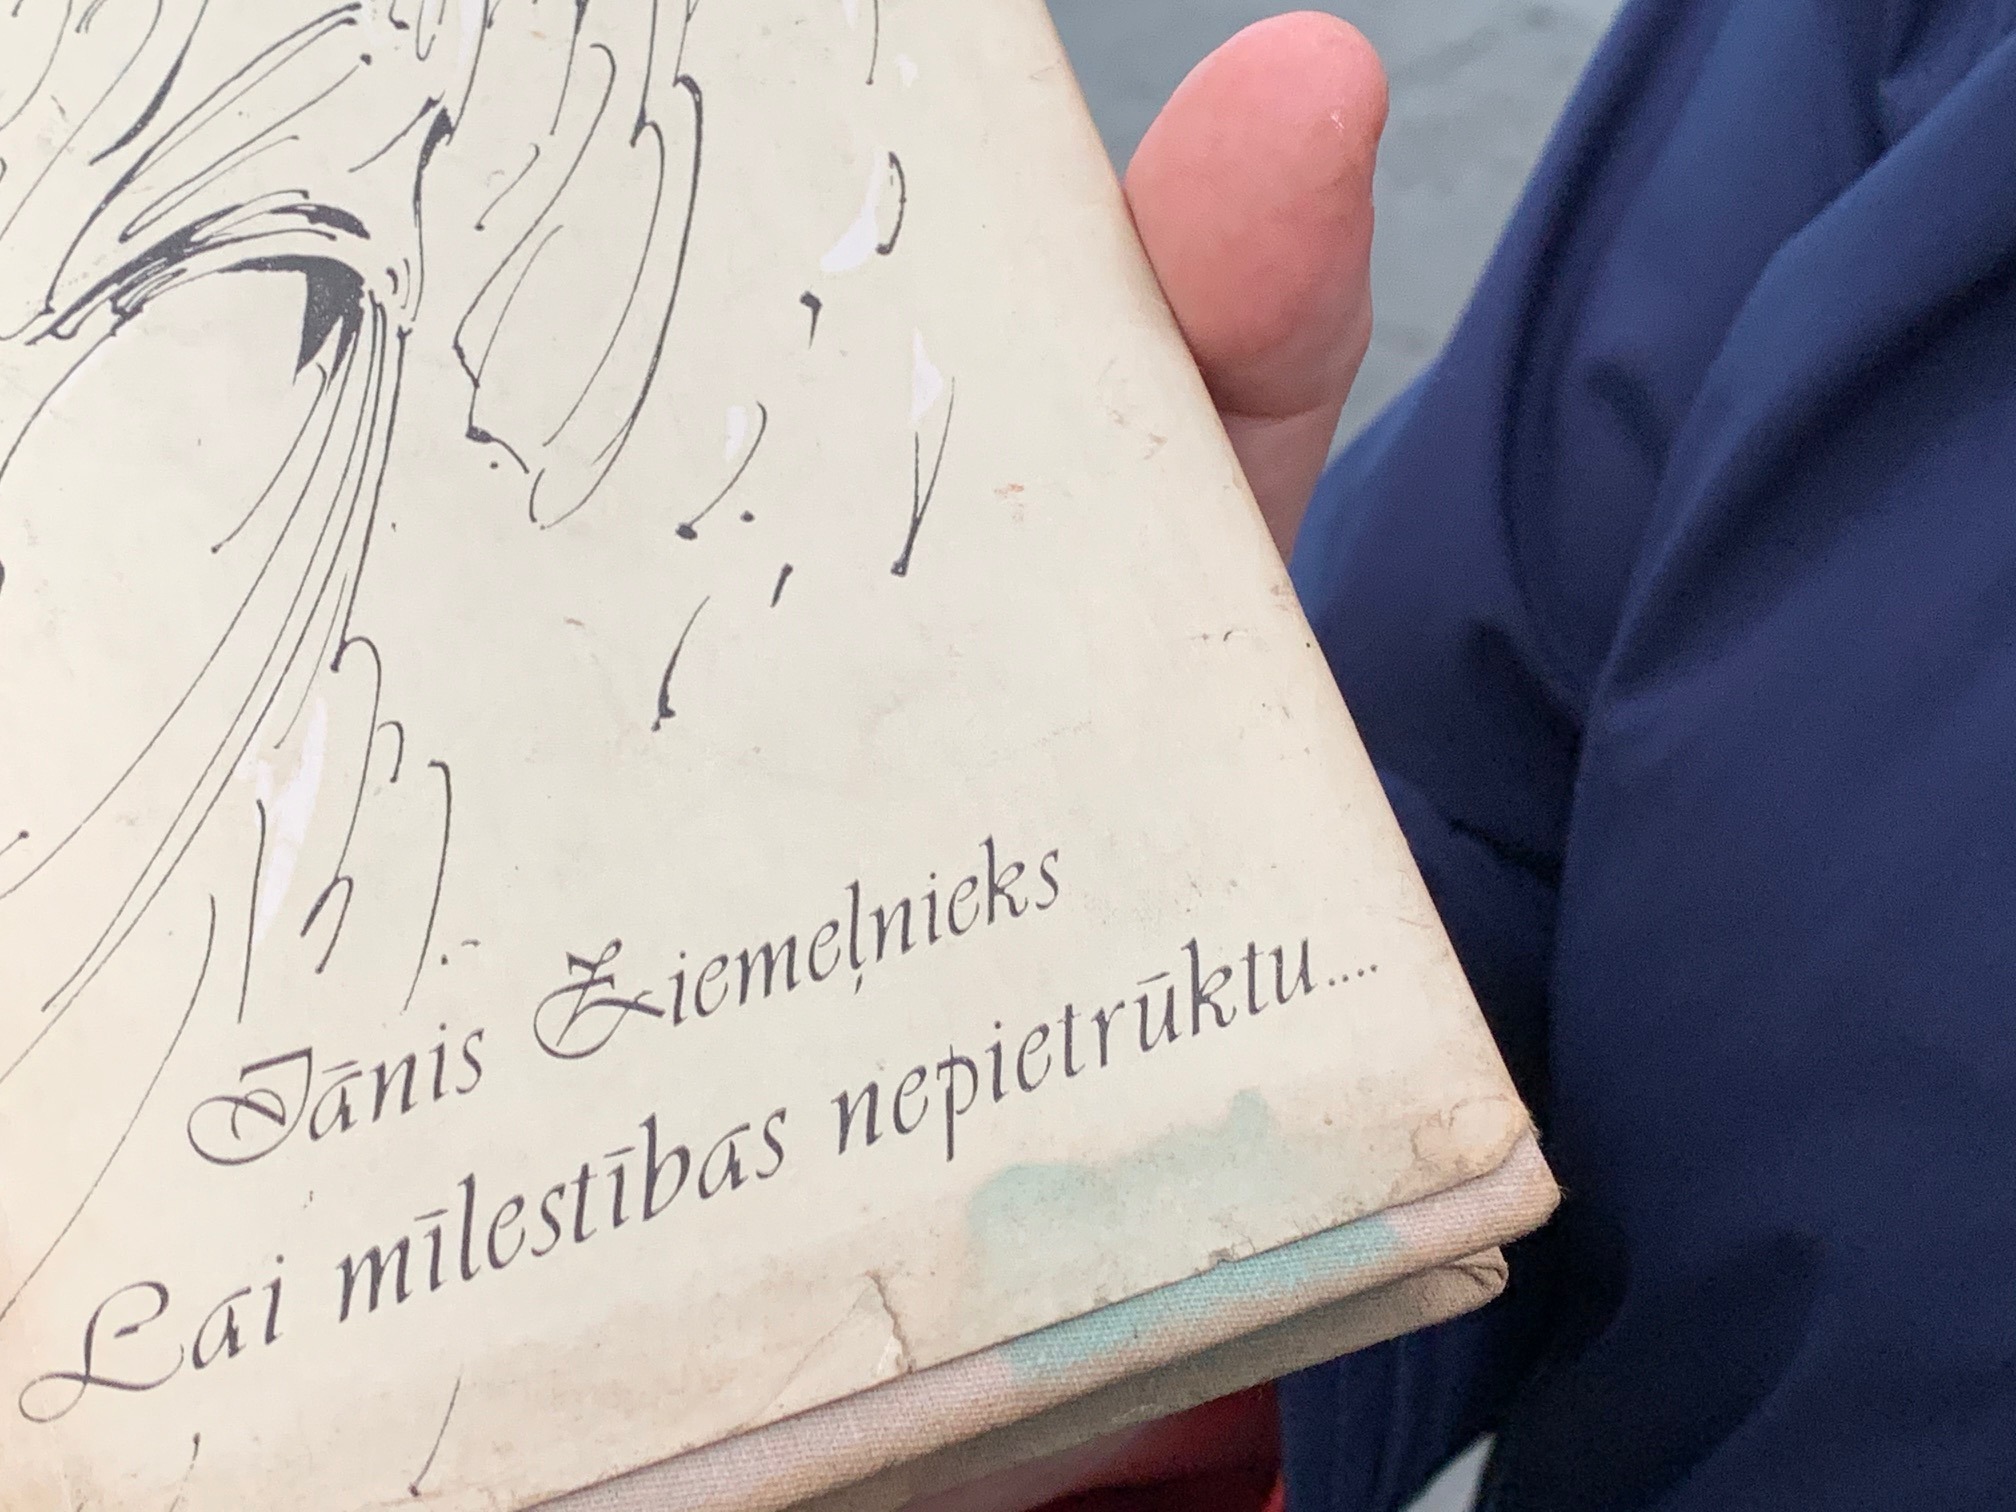 Jānis Ziemeļnieks
Lai mīlestības nepietrūktu....